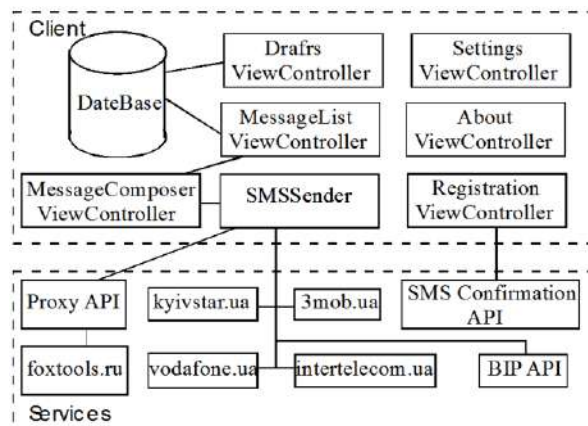 Client
DateBase
Drafrs
ViewController
Settings
ViewController
MessageList
ViewController
About
ViewController
MessageComposer
ViewController
SMSSender
Registration
ViewController
Proxy API
kyivstar.ua
3mob.ua
SMS Confirmation
API
foxtools.ru
vodafone.ua
intertelecom.ua
BIP API
Services